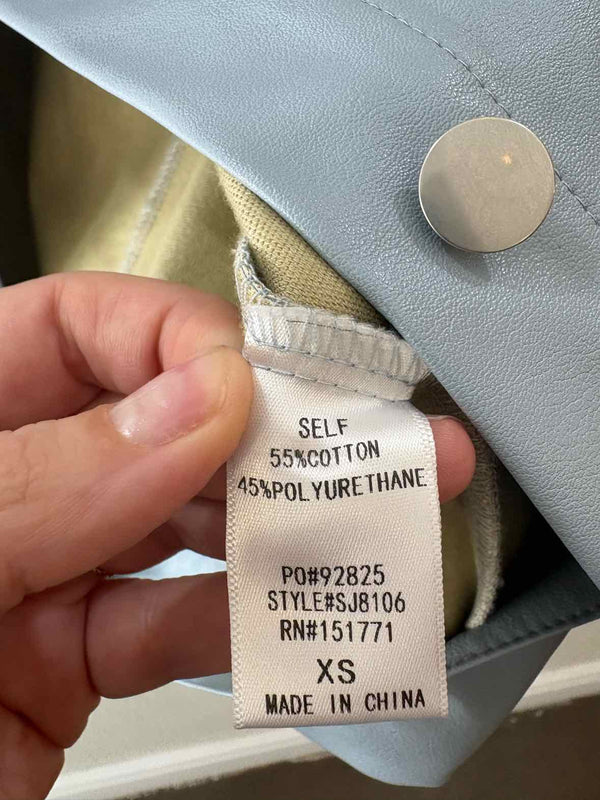 SELF
55%COTTON
45%POLYURETHANE
PO#92825
STYLE#SJ8106
RN#151771
XS
MADE IN CHINA